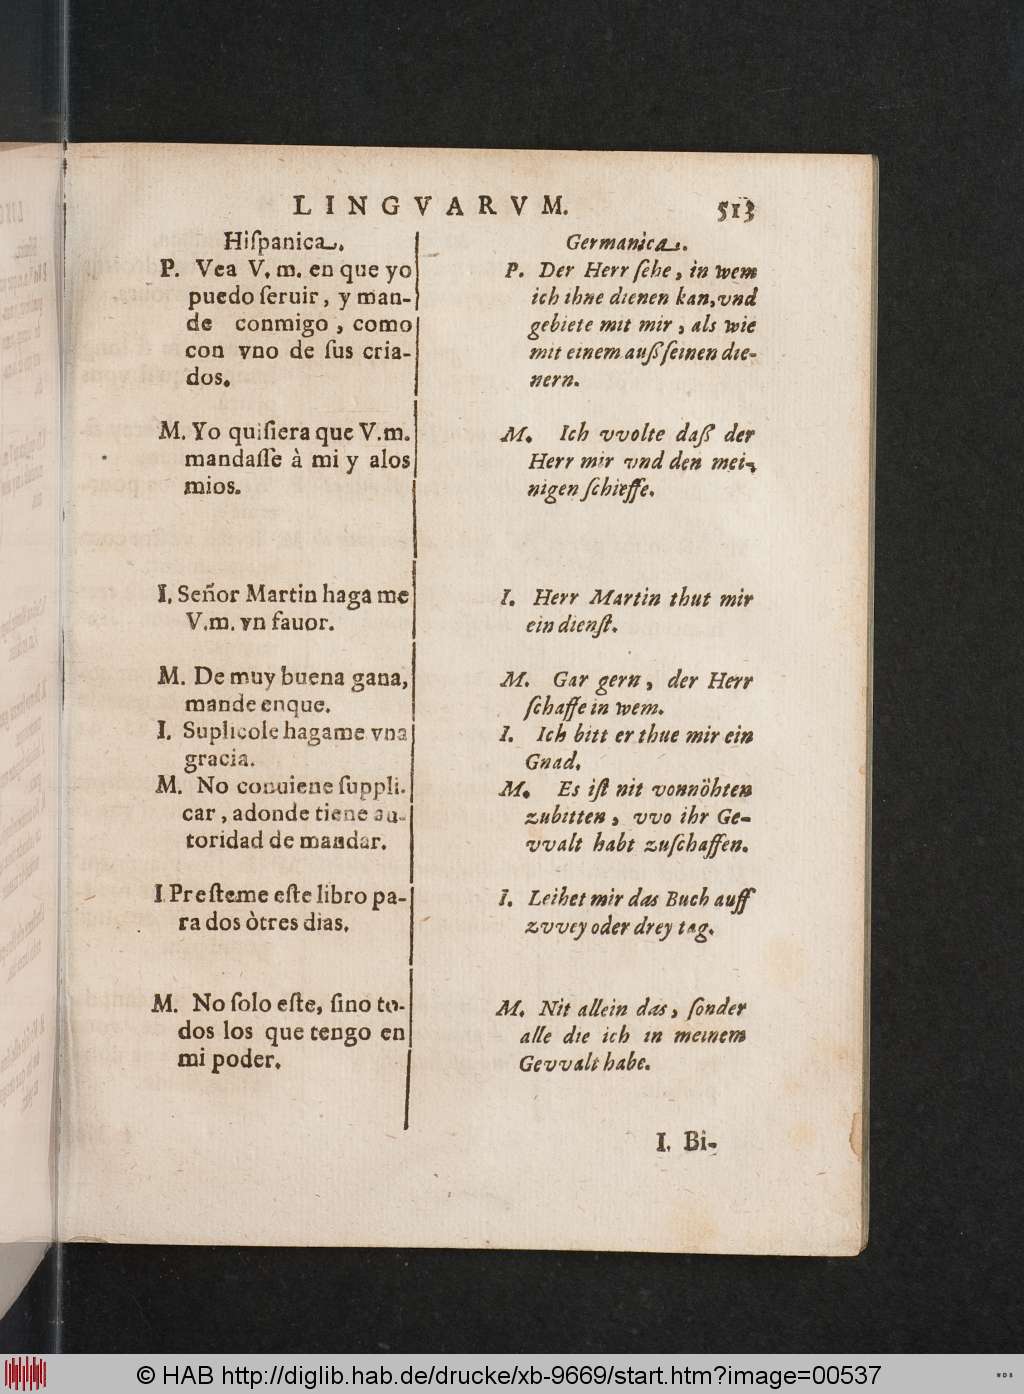 LINGVARVM.
513
Hiſpanica.
P. Vea V. m. en que yo
puedo ſeruir, y man-
de conmigo, como
con vno de ſus cria-
dos.
M. Yo quiſiera que V.m.
mandaſſe à mi y alos
mios.
I. Señor Martin haga me
V.m. vn fauor.
M. De muy buena gana,
mande enque.
I. Suplicole hagame vna
gracia.
M. No conuiene ſuppli-
car, adonde tiene au-
toridad de mandar.
I Preſteme eſte libro pa-
ra dos òtres dias.
M. No ſolo eſte, ſino to-
dos los que tengo en
mi poder.
Germanica.
P. Der Herr ſehe, in wem
ich ihne dienen kan, vnd
gebiete mit mir, als wie
mit einem auß ſeinen die-
nern.
M. Ich vvolte daß der
Herr mir vnd den mei-
nigen ſchieffe.
I. Herr Martin thut mir
ein dienſt.
M. Gar gern, der Herr
ſchaffe in wem.
I. Ich bitt er thue mir ein
Gnad.
M. Es iſt nit vonnöhten
zubitten, vvo ihr Ge-
vvalt habt zuſchaffen.
I. Leihet mir das Buch auff
zvvey oder drey tag.
M. Nit allein das, ſonder
alle die ich in meinem
Gevvalt habe.
I. Bi-
© HAB http://diglib.hab.de/drucke/xb-9669/start.htm?image=00537